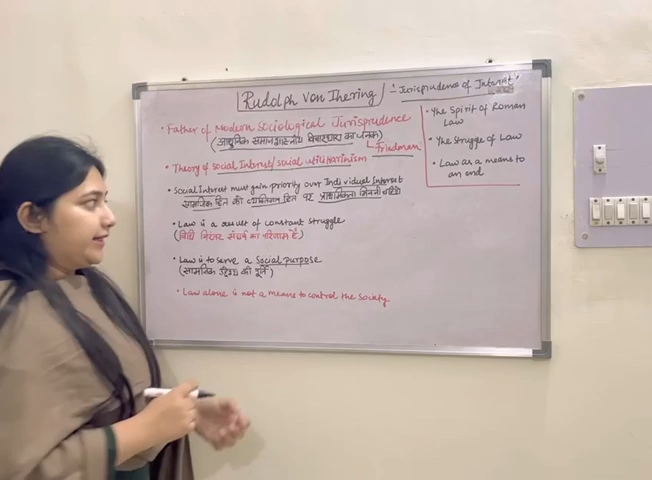 Rudolph Von Ihering
"Jurisprudence of Interest"
• Father of Modern Sociological Jurisprudence
(आधुनिक समाजशास्त्रीय विचारधारा का जनक)
Friedman
• Theory of Social Interest/social utilitarinism
• Social Interest must gain priority over Individual Interest
सामाजिक हित को व्यक्तिगत हित पर प्राथमिकता मिलनी चाहिये
• Law is a result of constant struggle
(विधि निरंतर संघर्ष का परिणाम है)
• Law is to serve a Social purpose
(सामाजिक उद्देश्य की पूर्ति)
• Law alone is not a means to control the Society
• The Spirit of Roman
Law
• The Struggle of Law
• Law as a means to
an end